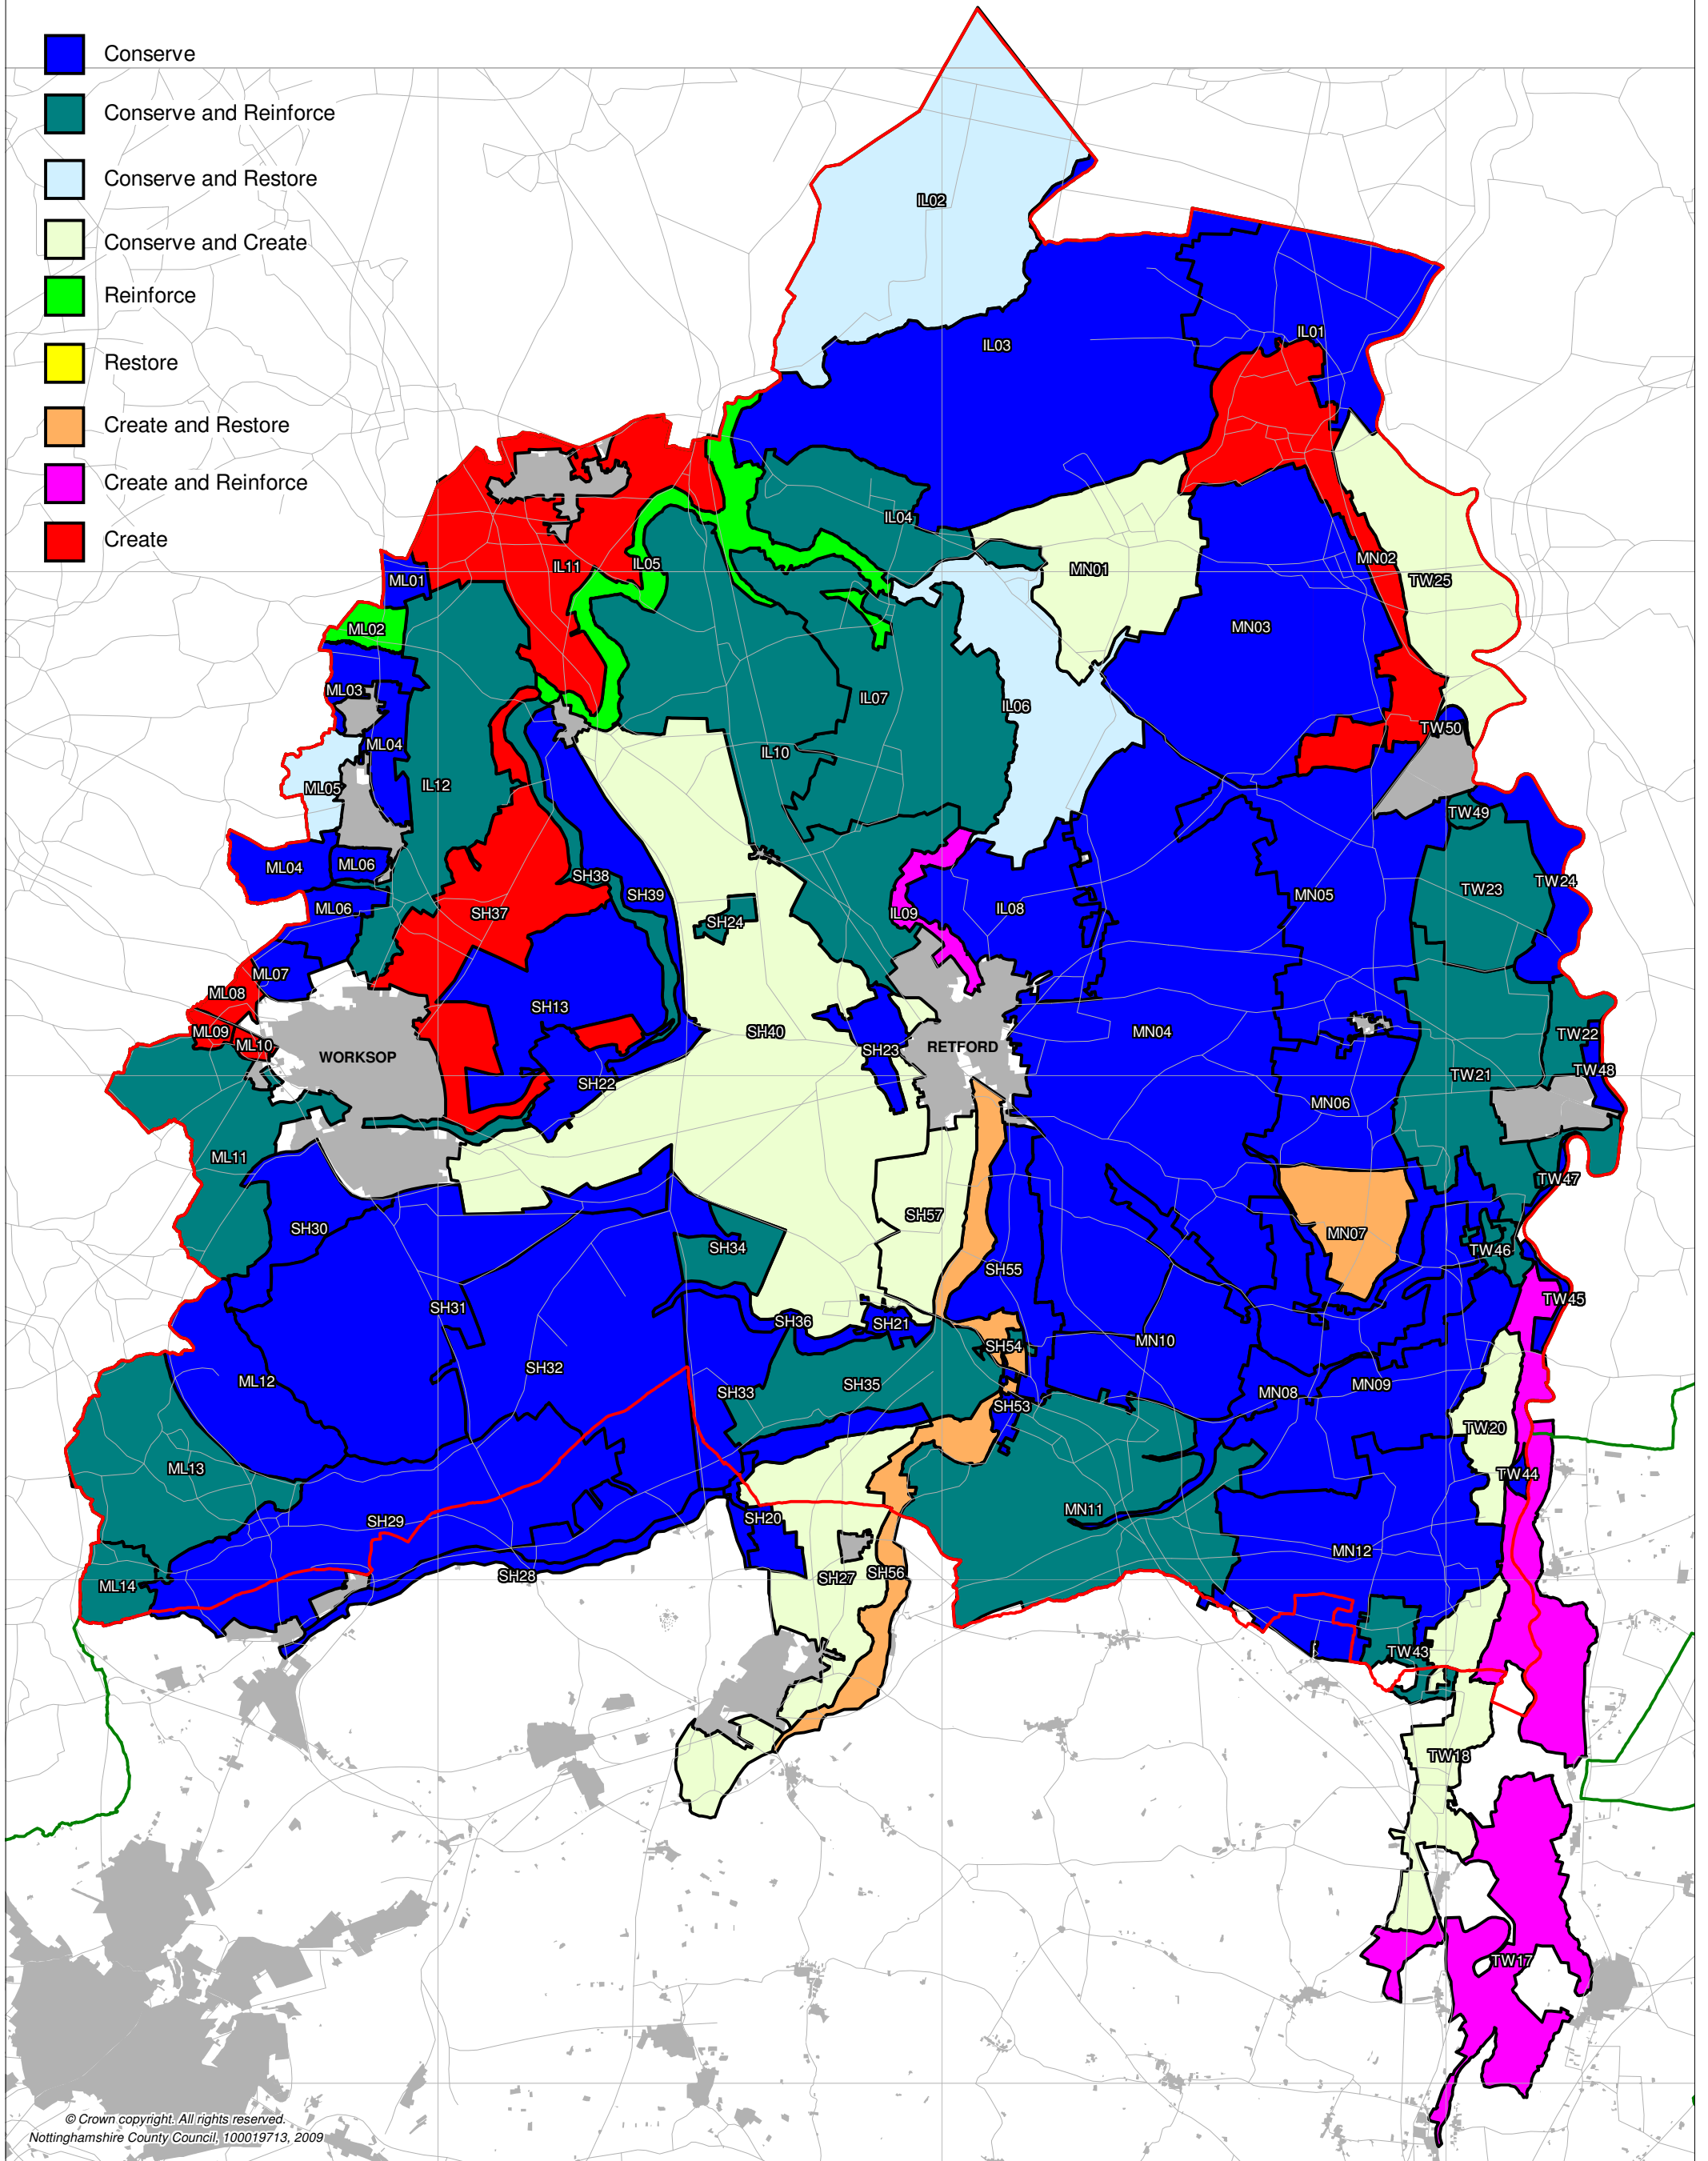 Conserve
Conserve and Reinforce
Conserve and Restore
Conserve and Create
Reinforce
Restore
Create and Restore
Create and Reinforce
Create
IL02
IL01
IL03
IL04
IL11
IL05
ML01
MN01
MN02
TW25
ML02
MN03
ML03
IL07
IL06
TW50
ML04
IL10
ML05
IL12
TW49
ML04
ML06
SH38
SH39
TW23
TW24
MN05
ML06
SH37
SH24
IL09
IL08
ML07
ML08
SH13
ML09
ML10
SH40
MN04
TW22
WORKSOP
RETFORD
SH23
TW48
TW21
SH22
MN06
ML11
TW47
SH30
SH57
MN07
SH34
TW46
SH55
SH31
TW45
SH36
SH21
MN10
SH54
SH32
ML12
SH33
SH35
MN08
MN09
SH53
TW20
ML13
TW44
MN11
SH29
SH20
MN12
ML14
SH28
SH27
SH56
TW43
TW18
TW17
© Crown copyright. All rights reserved.
Nottinghamshire County Council, 100019713, 2009